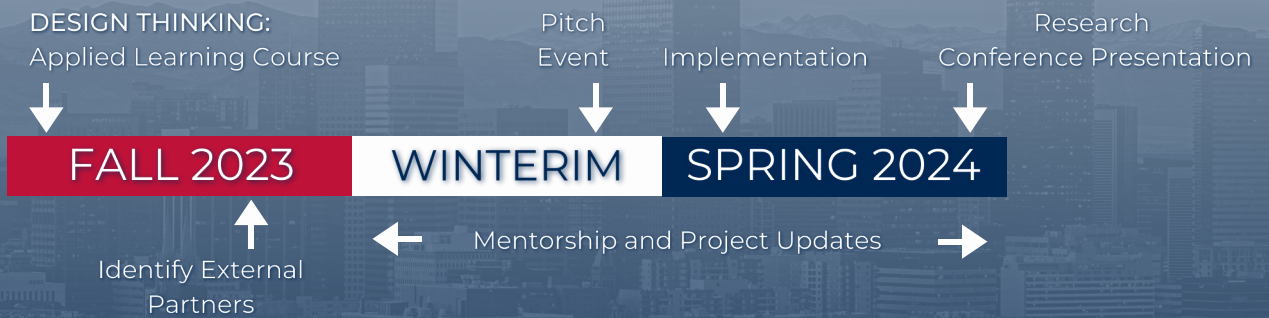 DESIGN THINKING:
Applied Learning Course
Pitch
Event
Implementation
Research
Conference Presentation
FALL 2023
WINTERIM
SPRING 2024
Identify External
Partners
Mentorship and Project Updates